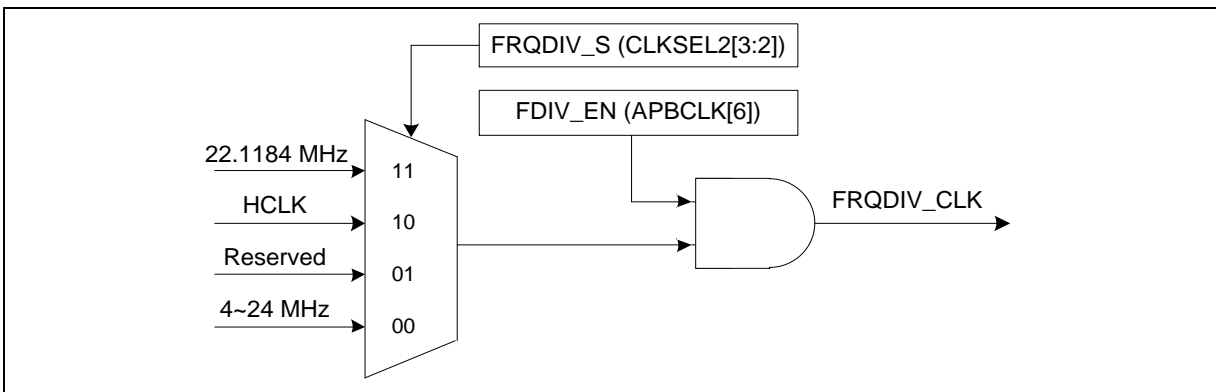 FRQDIV_S (CLKSEL2[3:2])
FDIV_EN (APBCLK[6])
22.1184 MHz
11
HCLK
10
FRQDIV_CLK
Reserved
01
4~24 MHz
00